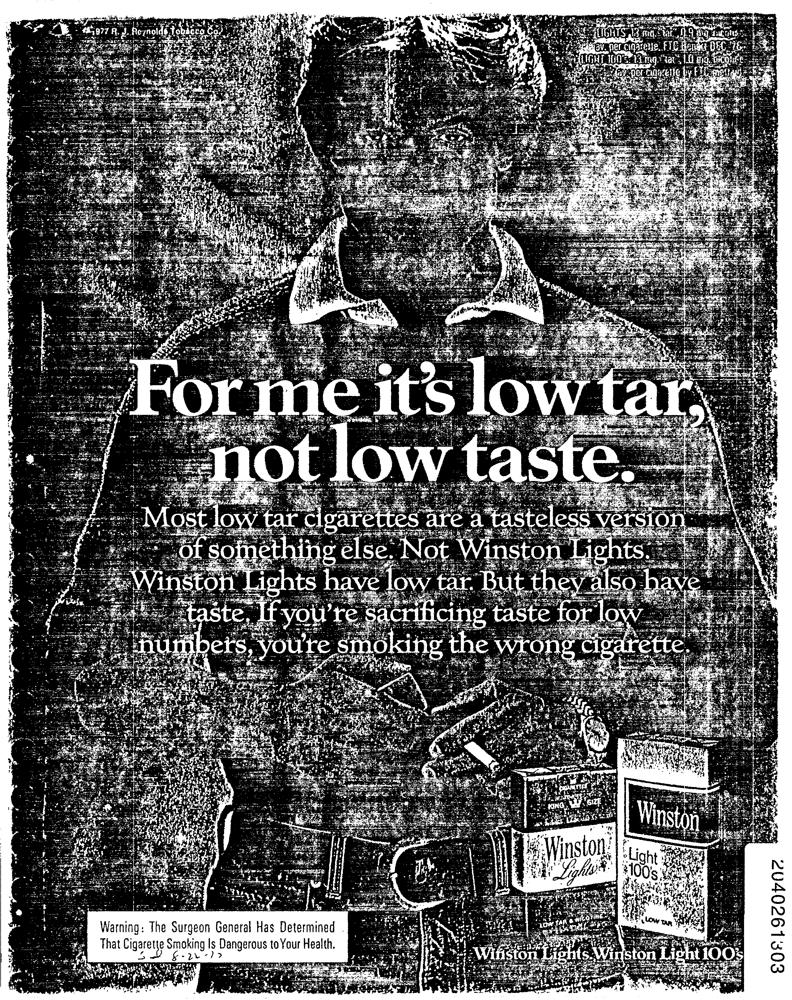 ©1977 R. J. Reynolds Tobacco Co.
LIGHTS: 13 mg. "tar", 0.9 mg. nicotine
av. per cigarette, FTC Report DEC. '76.
LIGHT 100's: 13 mg. "tar", 1.0 mg. nicotine
av. per cigarette by FTC method.
For me it's low tar,
not low taste.
Most low tar cigarettes are a tasteless version
of something else. Not Winston Lights.
Winston Lights have low tar. But they also have
taste. If you're sacrificing taste for low
numbers, you're smoking the wrong cigarette.
KING SIZE
Winston
Lights
Winston
Light
100's
LOW TAR
Warning: The Surgeon General Has Determined
That Cigarette Smoking Is Dangerous to Your Health.
Winston Lights. Winston Light 100's
2040261303